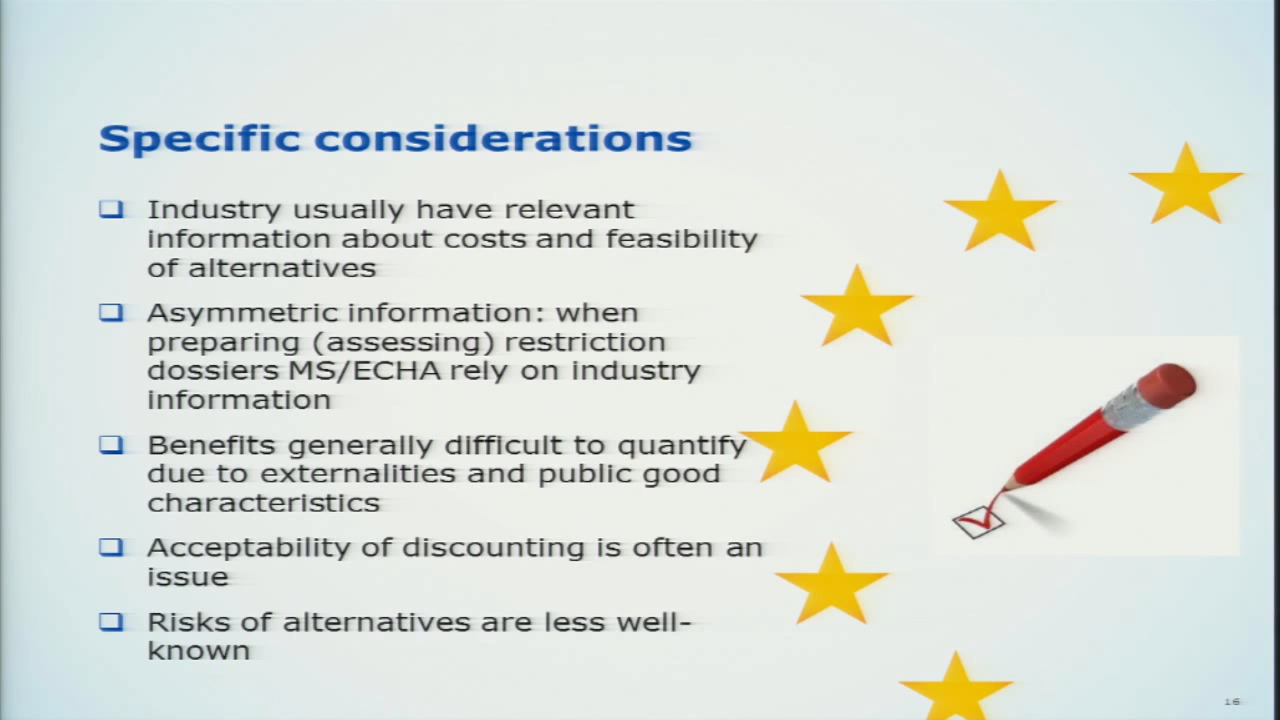 Specific considerations
Industry usually have relevant
information about costs and feasibility
of alternatives
Asymmetric information: when
preparing (assessing) restriction
dossiers MS/ECHA rely on industry
information
Benefits generally difficult to quantify
due to externalities and public good
characteristics
Acceptability of discounting is often an
issue
Risks of alternatives are less well-
known
16